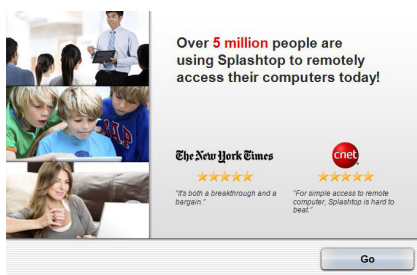 Over 5 million people are
using Splashtop to remotely
access their computers today!
The New York Times
cnet
"It's both a breakthrough and a
bargain."
"For simple access to remote
computer, Splashtop is hard to
beat."
Go